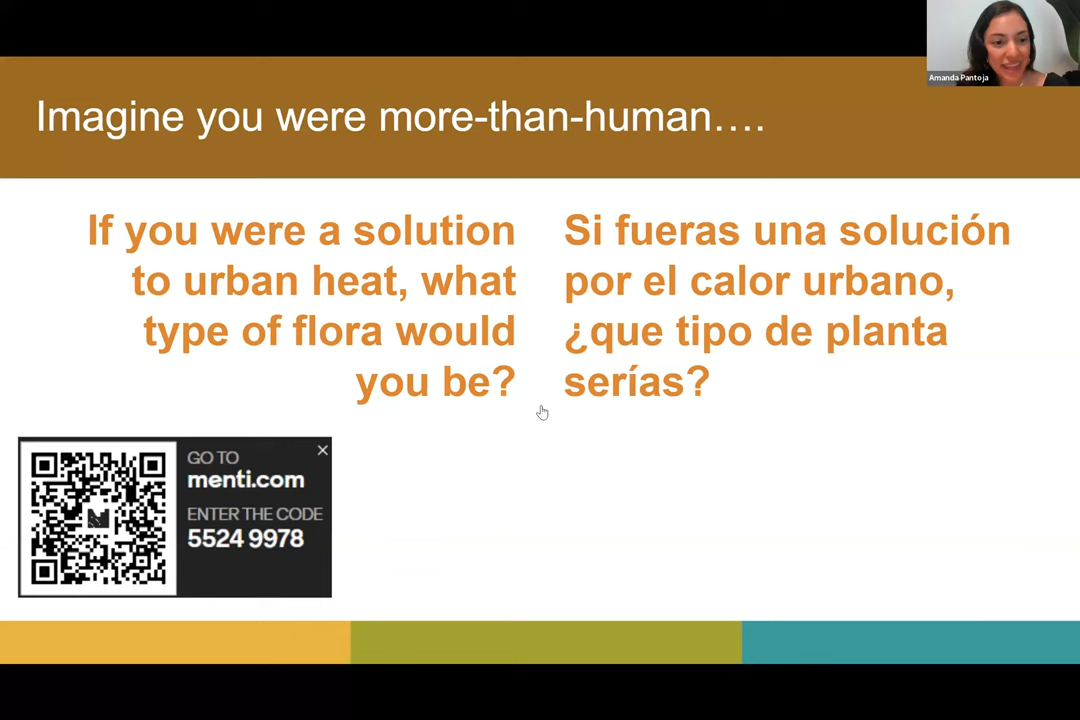 Amanda Pantoja
Imagine you were more-than-human….
If you were a solution
to urban heat, what
type of flora would
you be?
Si fueras una solución
por el calor urbano,
¿que tipo de planta
serías?
GO TO
menti.com
ENTER THE CODE
5524 9978